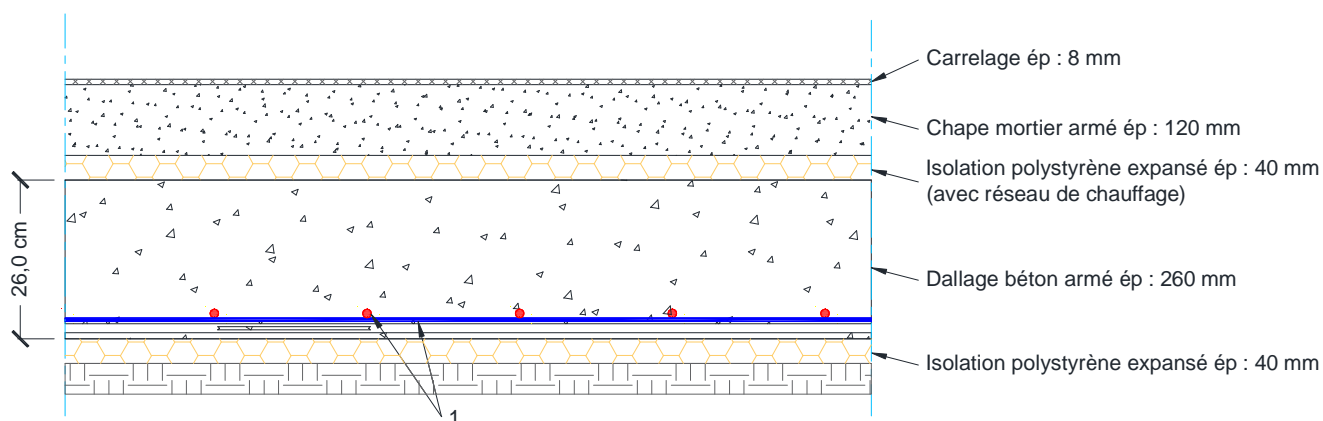 Carrelage ép : 8 mm
Chape mortier armé ép : 120 mm
Isolation polystyrène expansé ép : 40 mm
(avec réseau de chauffage)
26,0 cm
Dallage béton armé ép : 260 mm
Isolation polystyrène expansé ép : 40 mm
1